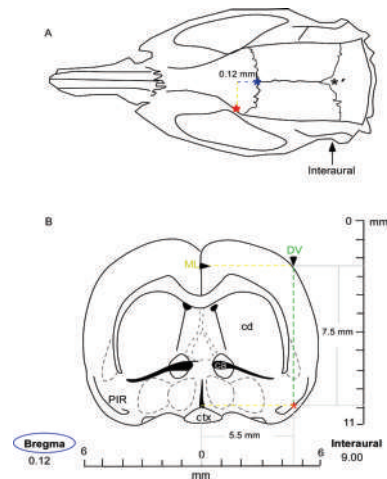 A
0.12 mm
Interaural
B
0
mm
ML
DV
cd
7.5 mm
ca
PIR
ctx
11
5.5 mm
Bregma
0.12
6
0
6
Interaural
9.00
mm